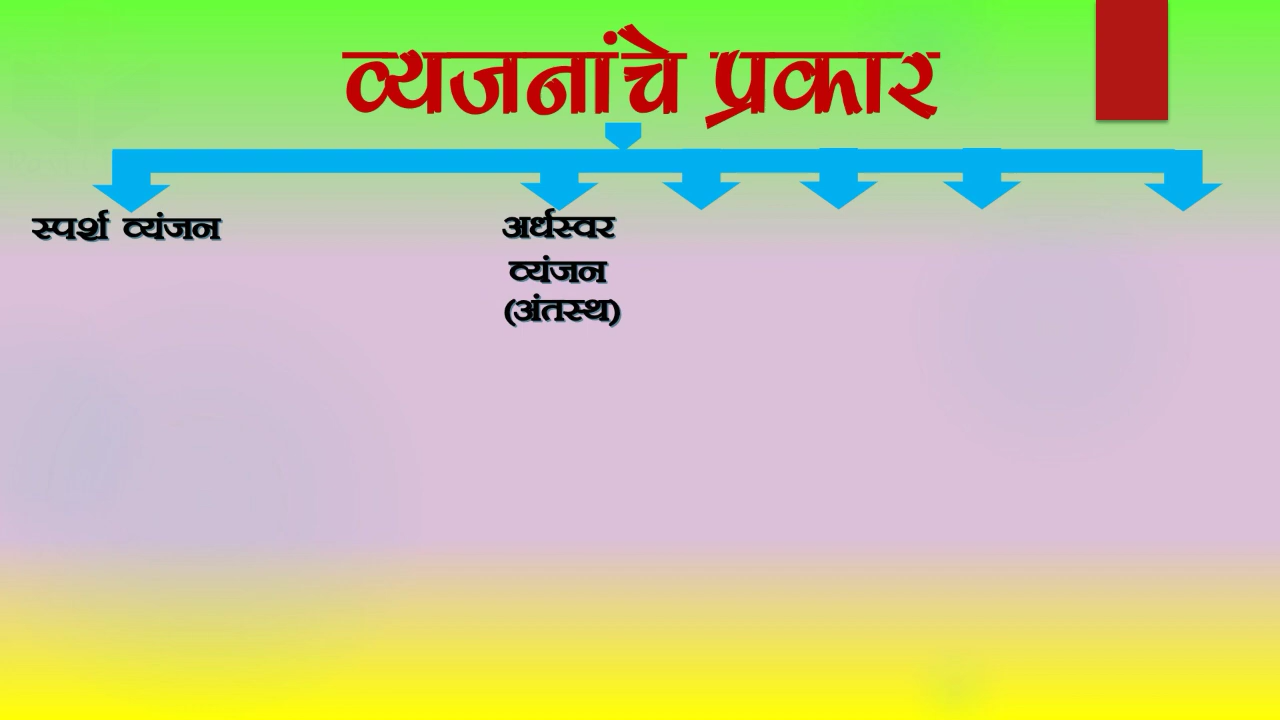 व्यजनांचे प्रकार
स्पर्श व्यंजन
अर्धस्वर
व्यंजन
(अंतस्थ)